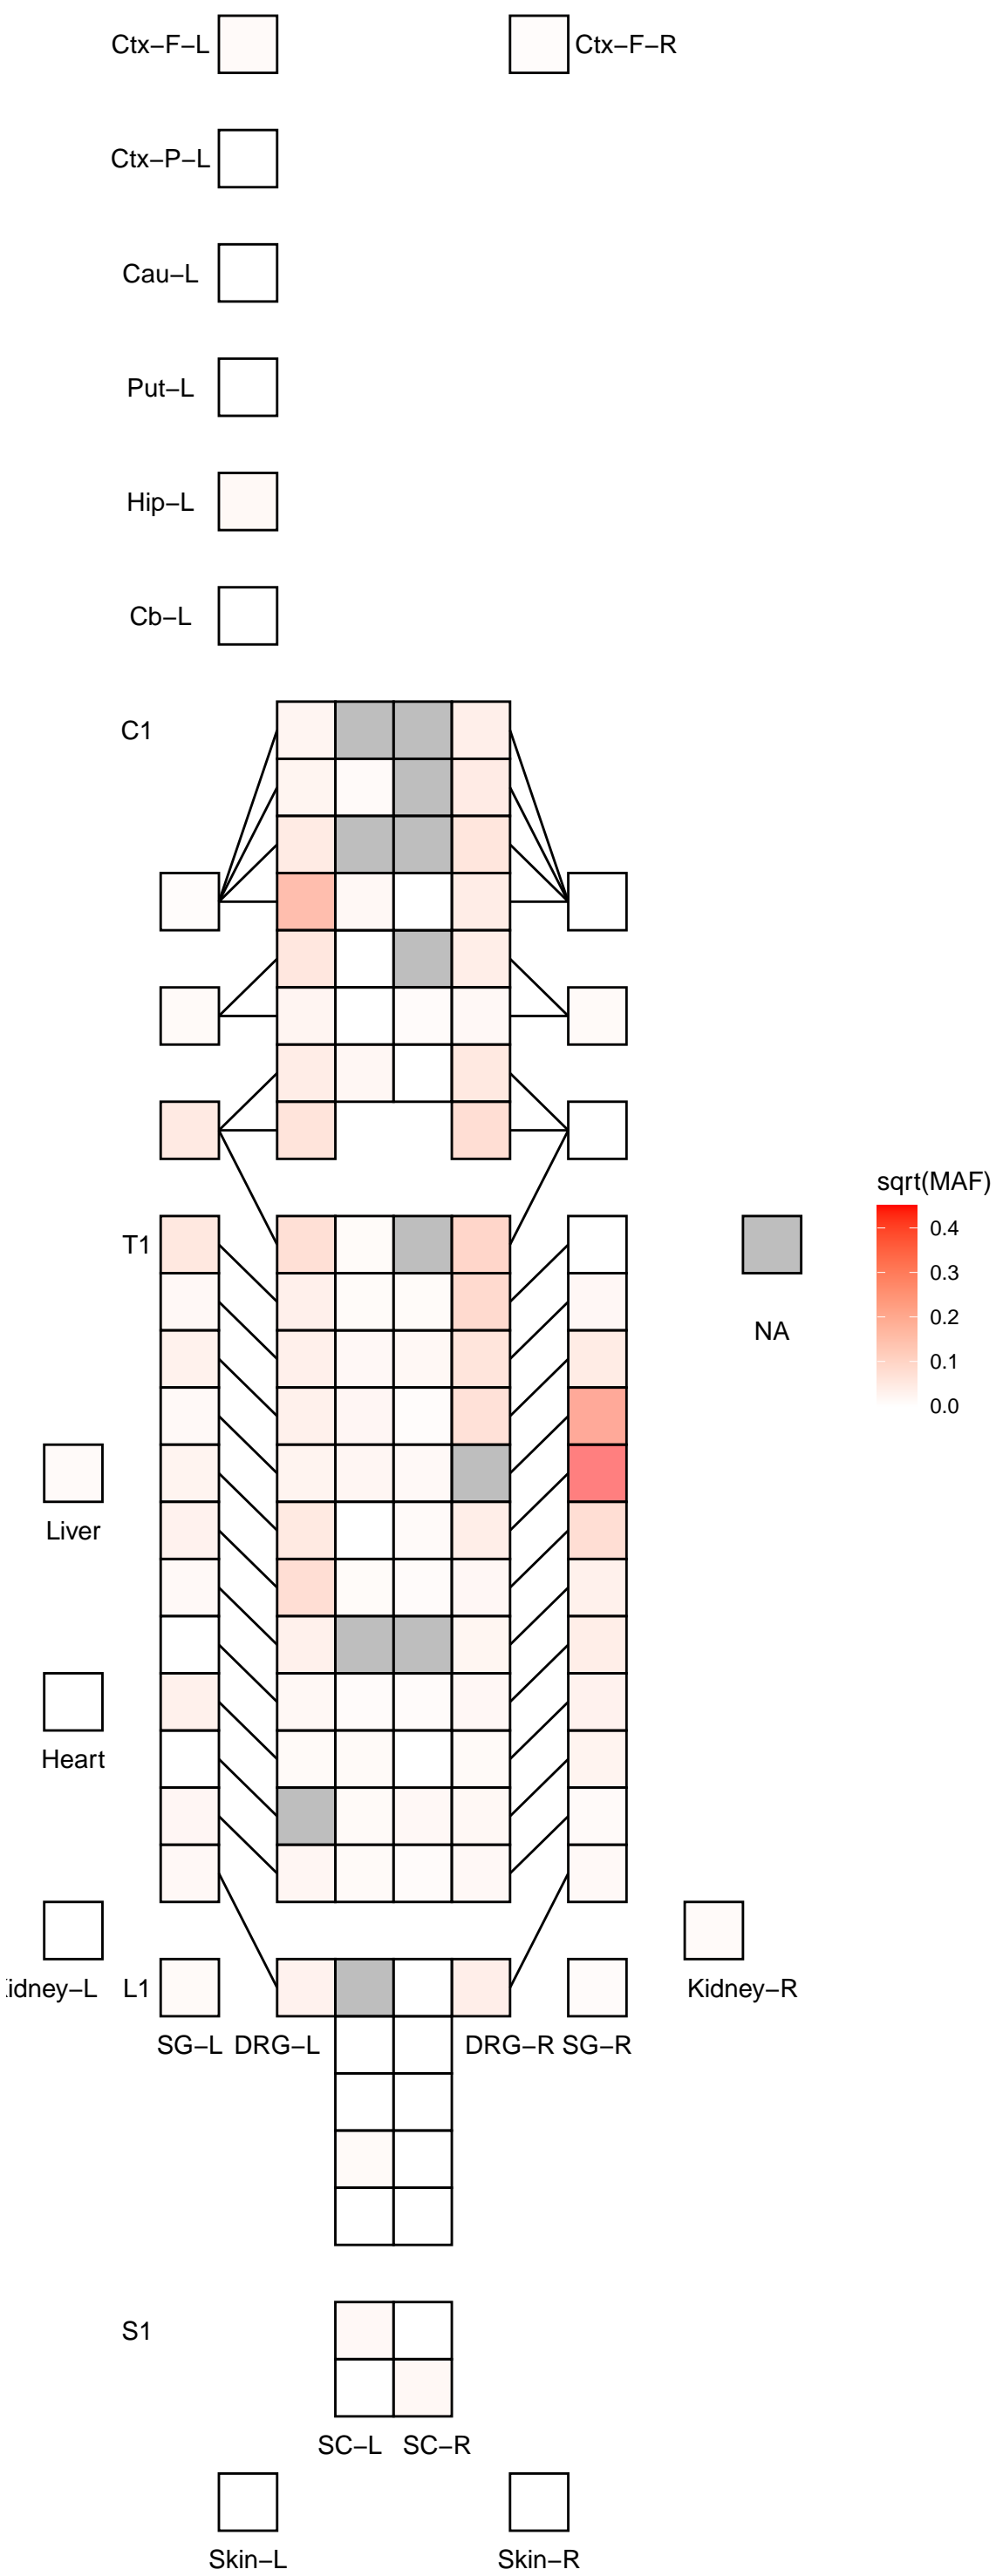 Ctx−F−L
Ctx−F−R
Ctx−P−L
Cau−L
Put−L
Hip−L
Cb−L
C1
sqrt(MAF)
0.4
0.3
0.2
0.1
0.0
T1
NA
Liver
Heart
idney−L
L1
Kidney−R
SG−L DRG−L
DRG−R SG−R
S1
SC−L SC−R
Skin−L
Skin−R